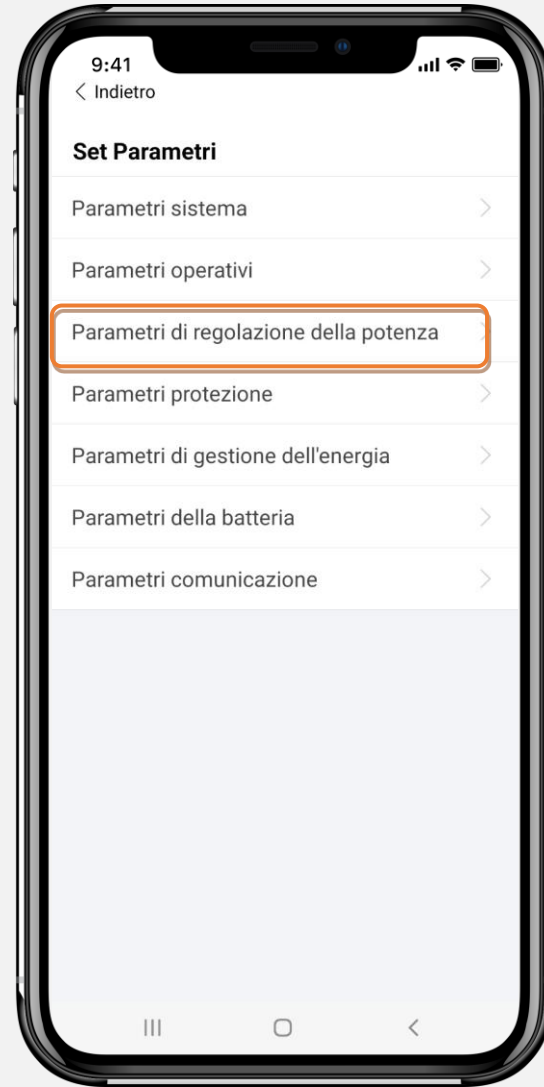 9:41
Indietro
Set Parametri
Parametri sistema
Parametri operativi
Parametri di regolazione della potenza
Parametri protezione
Parametri di gestione dell'energia
Parametri della batteria
Parametri comunicazione